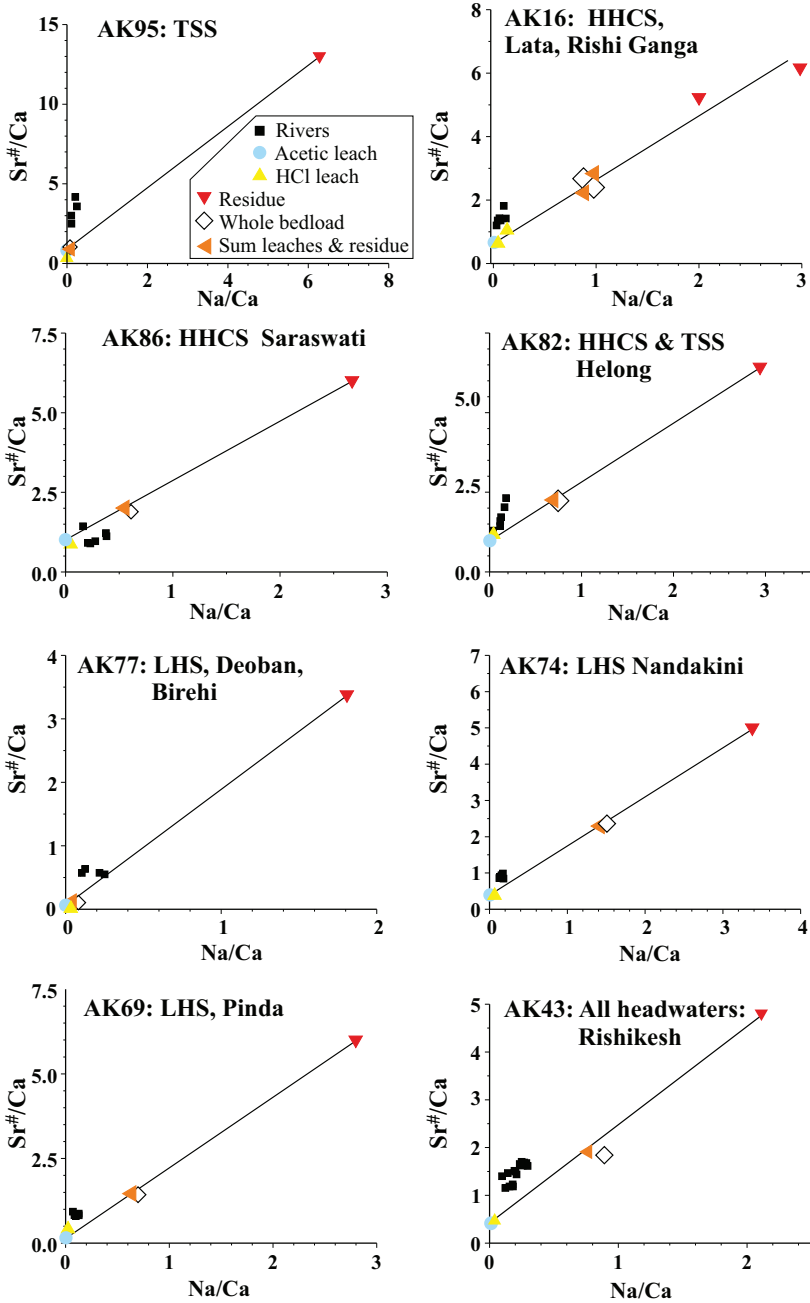 AK95: TSS
15
10
5
0
Sr#/Ca
0 2 4 6 8
Na/Ca
Rivers
Acetic leach
HCl leach
Residue
Whole bedload
Sum leaches & residue
AK16: HHCS,
Lata, Rishi Ganga
8
6
4
2
0
Sr#/Ca
0 1 2 3
Na/Ca
AK86: HHCS Saraswati
7.5
5.0
2.5
0.0
Sr#/Ca
0 1 2 3
Na/Ca
AK82: HHCS & TSS
Helong
5.0
2.5
0.0
Sr#/Ca
0 1 2 3
Na/Ca
AK77: LHS, Deoban,
Birehi
4
3
2
1
0
Sr#/Ca
0 1 2
Na/Ca
AK74: LHS Nandakini
7
6
5
4
3
2
1
0
Sr#/Ca
0 1 2 3 4
Na/Ca
AK69: LHS, Pinda
7.5
5.0
2.5
0.0
Sr#/Ca
0 1 2 3
Na/Ca
AK43: All headwaters:
Rishikesh
5
4
3
2
1
0
Sr#/Ca
0 1 2
Na/Ca